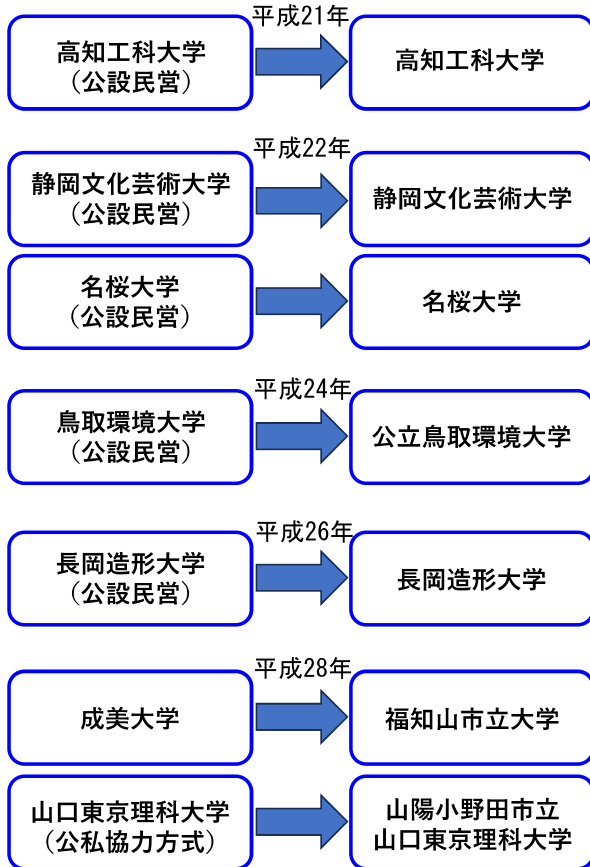 平成21年
高知工科大学
（公設民営）
高知工科大学
平成22年
静岡文化芸術大学
（公設民営）
静岡文化芸術大学
名桜大学
（公設民営）
名桜大学
平成24年
鳥取環境大学
（公設民営）
公立鳥取環境大学
平成26年
長岡造形大学
（公設民営）
長岡造形大学
平成28年
成美大学
福知山市立大学
山口東京理科大学
（公私協力方式）
山陽小野田市立
山口東京理科大学